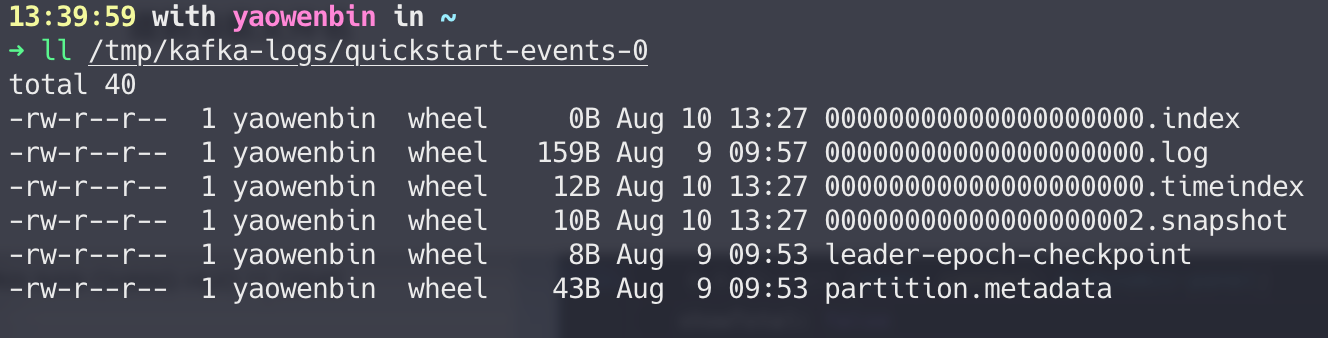 13:39:59 with yaowenbin in ~
→ ll /tmp/kafka-logs/quickstart-events-0
total 40
-rw-r--r--  1 yaowenbin  wheel     0B Aug 10 13:27 00000000000000000000.index
-rw-r--r--  1 yaowenbin  wheel   159B Aug  9 09:57 00000000000000000000.log
-rw-r--r--  1 yaowenbin  wheel    12B Aug 10 13:27 00000000000000000000.timeindex
-rw-r--r--  1 yaowenbin  wheel    10B Aug 10 13:27 00000000000000000002.snapshot
-rw-r--r--  1 yaowenbin  wheel     8B Aug  9 09:53 leader-epoch-checkpoint
-rw-r--r--  1 yaowenbin  wheel    43B Aug  9 09:53 partition.metadata